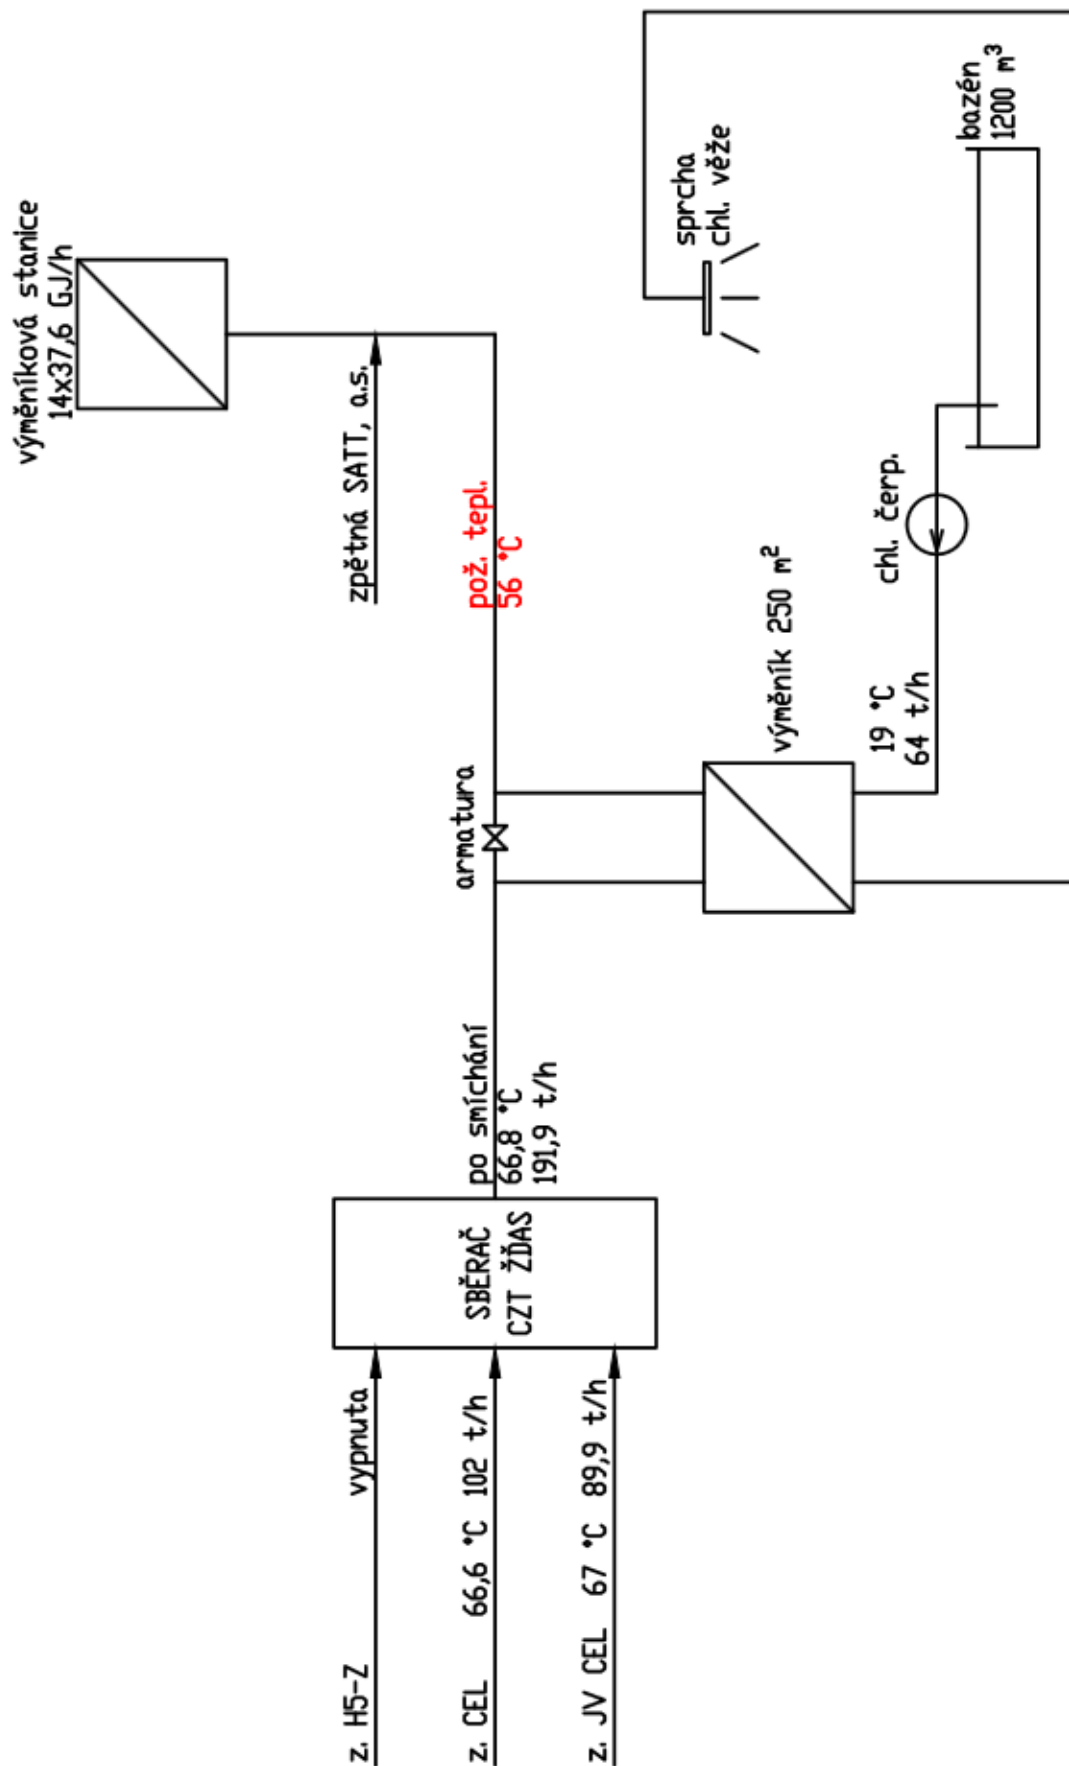 z. H5-Z vypnuta
z. CEL 66,6 °C 102 t/h
z. JV CEL 67 °C 89,9 t/h
SBĚRAČ
CZT ŽĎAS
po smíchání
66,8 °C
191,9 t/h
armatura
pož. tepl.
56 °C
zpětná SATT, a.s.
výměníková stanice
14x37,6 GJ/h
výměník 250 m²
19 °C
64 t/h
chl. čerp.
sprcha
chl. věže
bazén
1200 m³